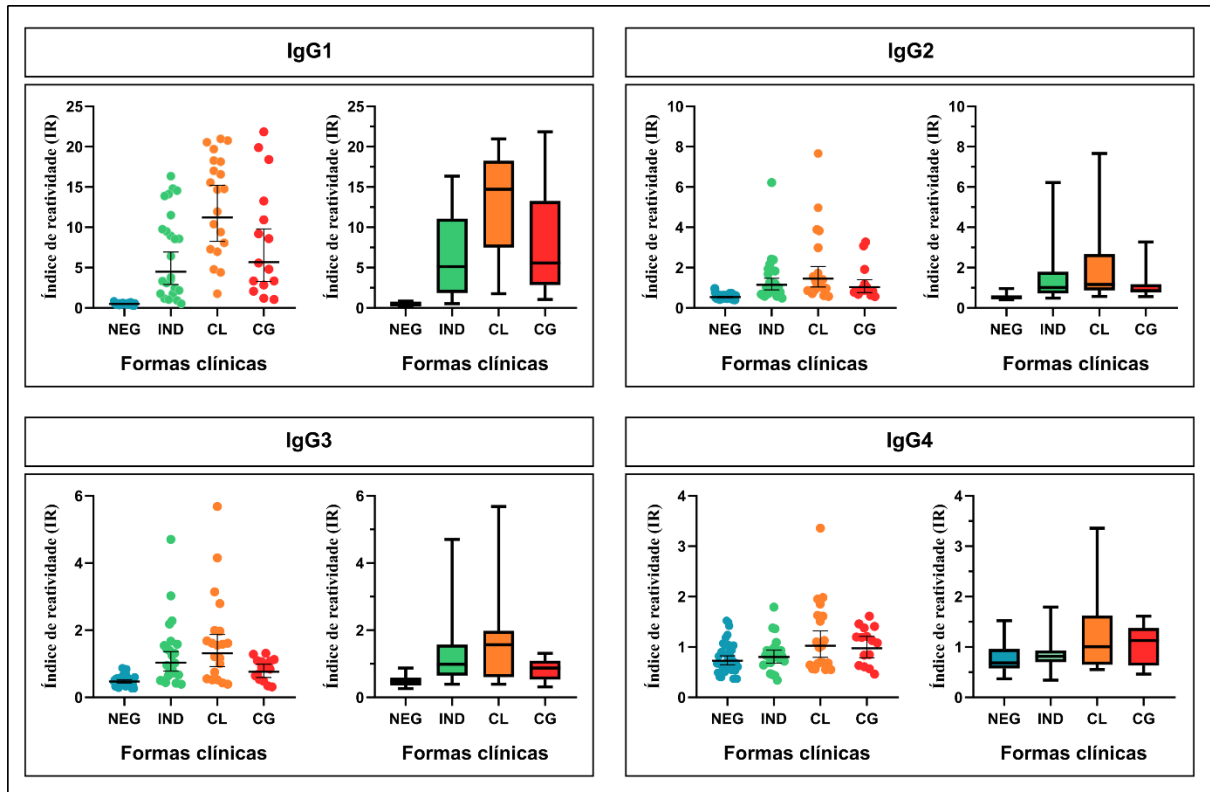 IgG1
Índice de reatividade (IR)
25
20
15
10
5
0
NEG IND CL CG
Formas clínicas
Índice de reatividade (IR)
25
20
15
10
5
0
NEG IND CL CG
Formas clínicas
IgG2
Índice de reatividade (IR)
10
8
6
4
2
0
NEG IND CL CG
Formas clínicas
Índice de reatividade (IR)
10
8
6
4
2
0
NEG IND CL CG
Formas clínicas
IgG3
Índice de reatividade (IR)
6
4
2
0
NEG IND CL CG
Formas clínicas
Índice de reatividade (IR)
6
4
2
0
NEG IND CL CG
Formas clínicas
IgG4
Índice de reatividade (IR)
4
3
2
1
0
NEG IND CL CG
Formas clínicas
Índice de reatividade (IR)
4
3
2
1
0
NEG IND CL CG
Formas clínicas